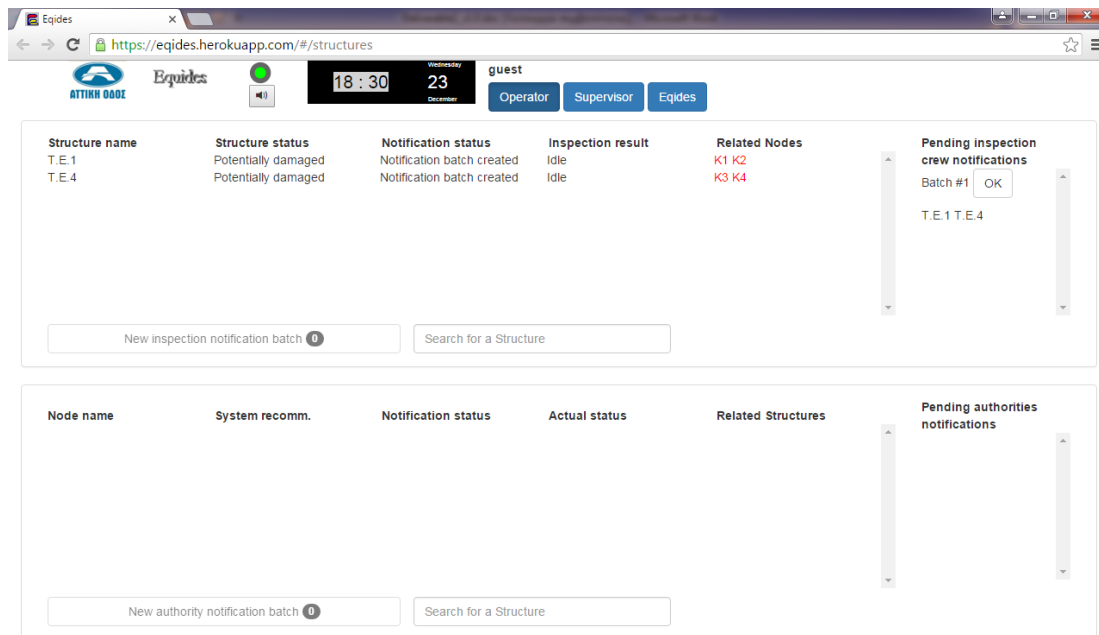 Eqides
https://eqides.herokuapp.com/#/structures
ΑΤΤΙΚΗ ΟΔΟΣ
Equides
18 : 30
Wednesday
23
December
guest
Operator Supervisor Eqides
Structure name Structure status Notification status Inspection result Related Nodes
T.E.1 Potentially damaged Notification batch created Idle K1 K2
T.E.4 Potentially damaged Notification batch created Idle K3 K4
Pending inspection
crew notifications
Batch #1 OK
T.E.1 T.E.4
New inspection notification batch 0 Search for a Structure
Node name System recomm. Notification status Actual status Related Structures
Pending authorities
notifications
New authority notification batch 0 Search for a Structure